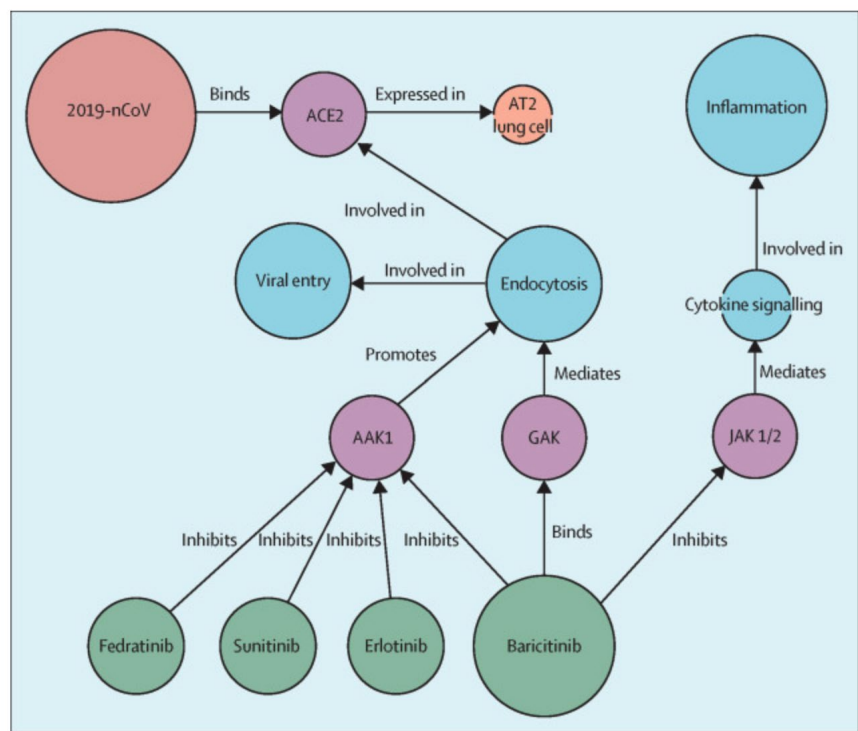 2019-nCoV
Binds
ACE2
Expressed in
AT2
lung cell
Inflammation
Involved in
Viral entry
Involved in
Endocytosis
Involved in
Cytokine signalling
Promotes
Mediates
Mediates
AAK1
GAK
JAK 1/2
Inhibits
Inhibits
Inhibits
Inhibits
Binds
Inhibits
Fedratinib
Sunitinib
Erlotinib
Baricitinib